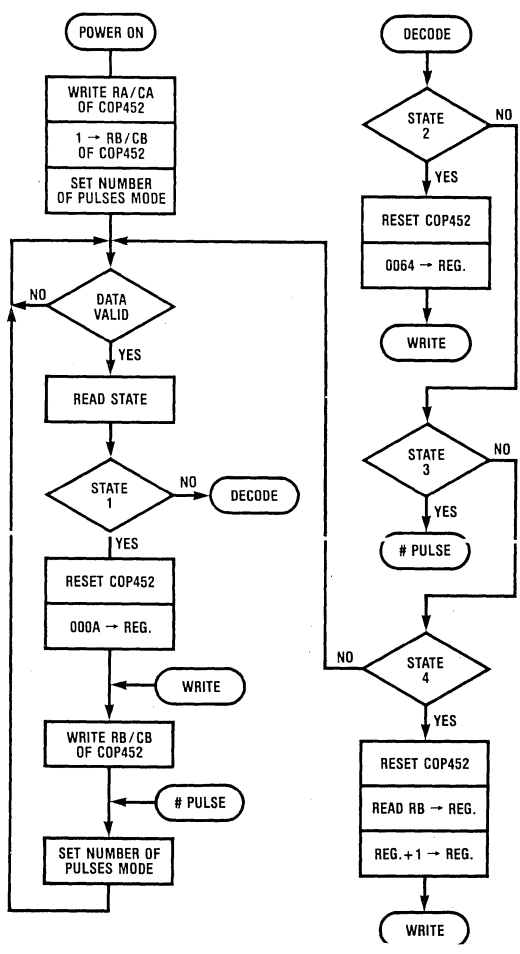 POWER ON
WRITE RA/CA
OF COP452
1 → RB/CB
OF COP452
SET NUMBER
OF PULSES MODE
NO
DATA
VALID
YES
READ STATE
STATE
1
NO
DECODE
YES
RESET COP452
000A → REG.
WRITE
WRITE RB/CB
OF COP452
# PULSE
SET NUMBER OF
PULSES MODE
DECODE
STATE
2
NO
YES
RESET COP452
0064 → REG.
WRITE
STATE
3
NO
YES
# PULSE
STATE
4
NO
YES
RESET COP452
READ RB → REG.
REG.+1 → REG.
WRITE